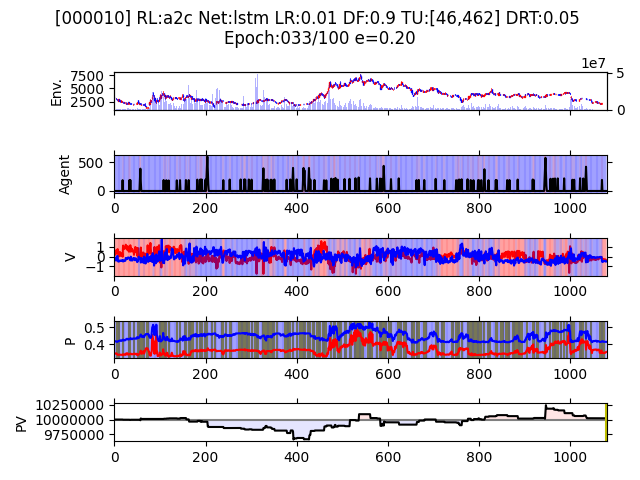 [000010] RL:a2c Net:lstm LR:0.01 DF:0.9 TU:[46,462] DRT:0.05
Epoch:033/100 e=0.20
1e7
Env.
7500
5000
2500
5
0
Agent
500
0
0 200 400 600 800 1000
V
1
0
−1
0 200 400 600 800 1000
P
0.5
0.4
0 200 400 600 800 1000
PV
10250000
10000000
9750000
0 200 400 600 800 1000